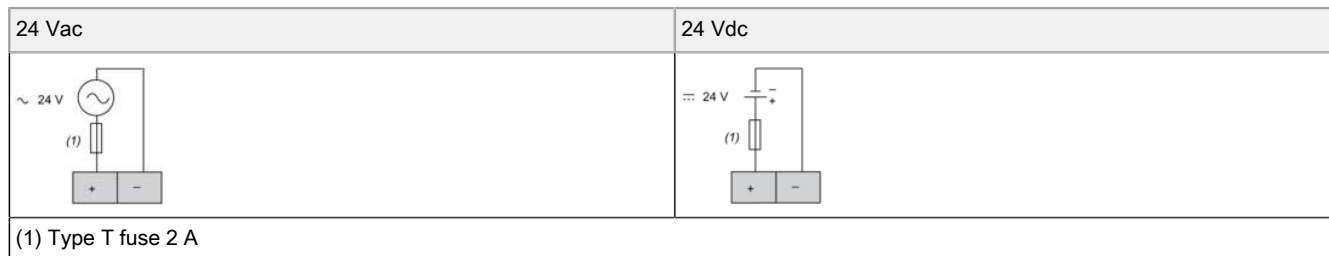 24 Vac
24 Vdc
∼ 24 V
(1)
+ −
⎓ 24 V
−
+
(1)
+ −
(1) Type T fuse 2 A